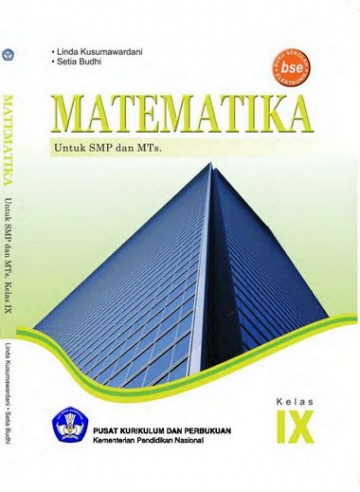 • Linda Kusumawardani
• Setia Budhi
bse
MATEMATIKA
Untuk SMP dan MTs.
Kelas
IX
PUSAT KURIKULUM DAN PERBUKUAN
Kementerian Pendidikan Nasional
MATEMATIKA Untuk SMP dan MTs. Kelas IX
Linda Kusumawardani • Setia Budhi